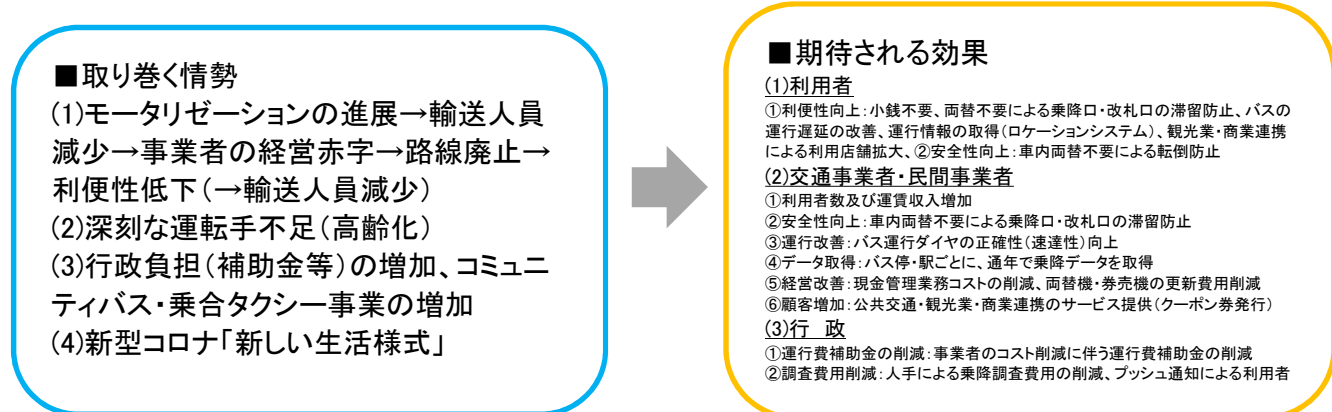 ■取り巻く情勢
(1)モータリゼーションの進展→輸送人員
減少→事業者の経営赤字→路線廃止→
利便性低下(→輸送人員減少)
(2)深刻な運転手不足(高齢化)
(3)行政負担(補助金等)の増加、コミュニ
ティバス・乗合タクシー事業の増加
(4)新型コロナ「新しい生活様式」
■期待される効果
(1)利用者
①利便性向上:小銭不要、両替不要による乗降口・改札口の滞留防止、バスの
運行遅延の改善、運行情報の取得(ロケーションシステム)、観光業・商業連携
による利用店舗拡大、②安全性向上:車内両替不要による転倒防止
(2)交通事業者・民間事業者
①利用者数及び運賃収入増加
②安全性向上:車内両替不要による乗降口・改札口の滞留防止
③運行改善:バス運行ダイヤの正確性(速達性)向上
④データ取得:バス停・駅ごとに、通年で乗降データを取得
⑤経営改善:現金管理業務コストの削減、両替機・券売機の更新費用削減
⑥顧客増加:公共交通・観光業・商業連携のサービス提供(クーポン券発行)
(3)行 政
①運行費補助金の削減:事業者のコスト削減に伴う運行費補助金の削減
②調査費用削減:人手による乗降調査費用の削減、プッシュ通知による利用者